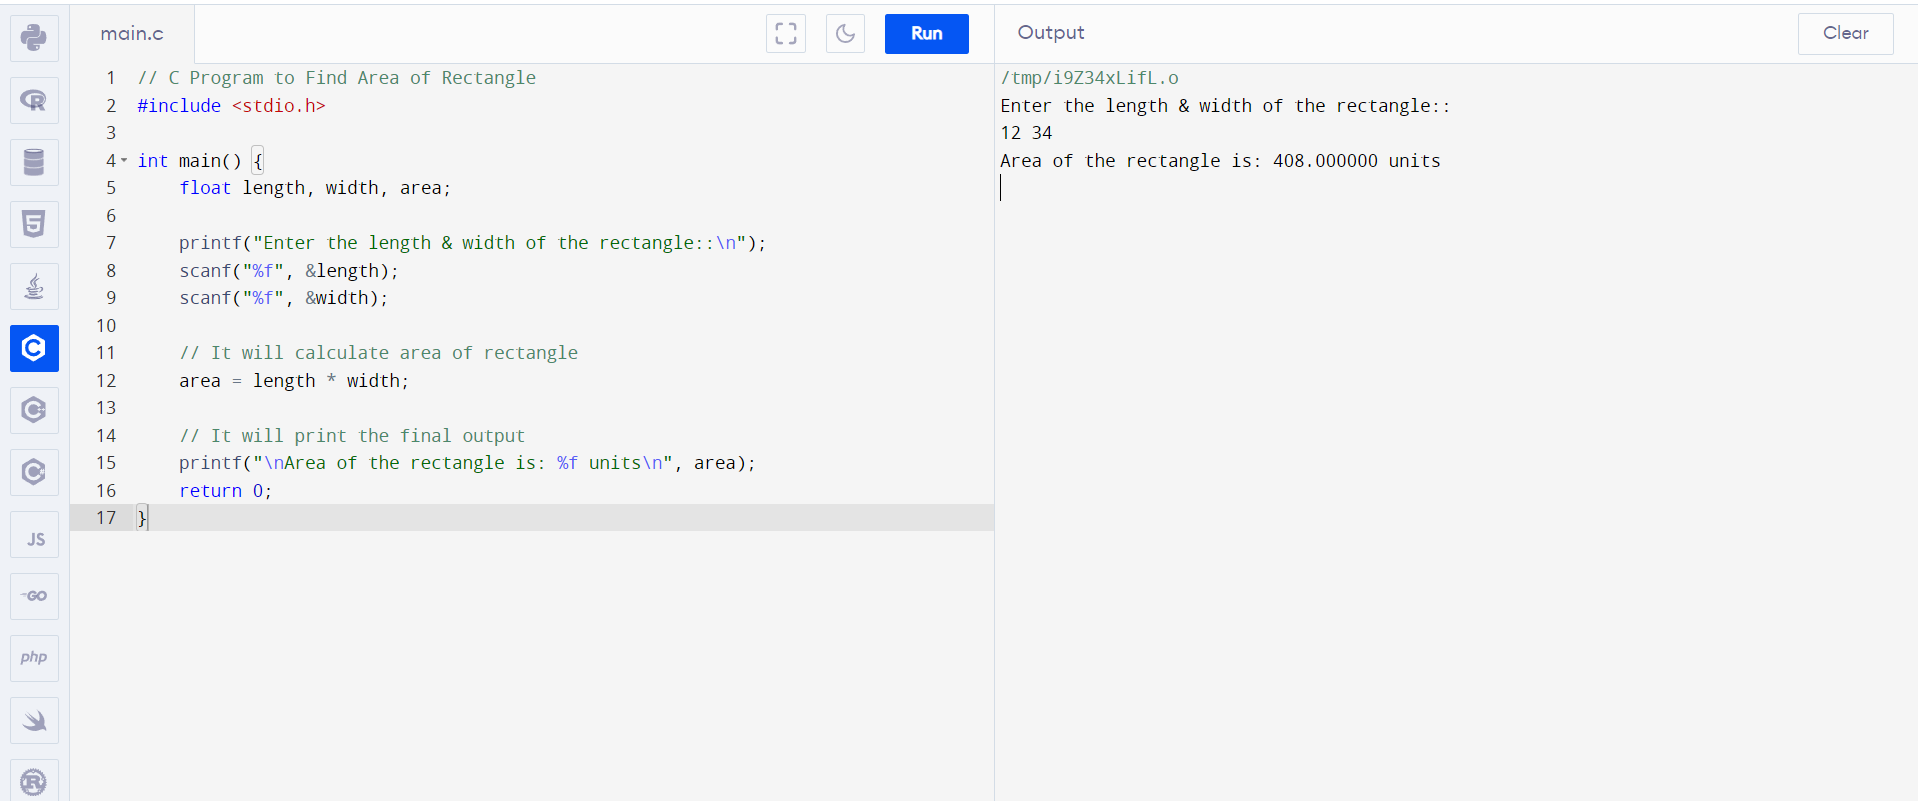 main.c
Run
1 // C Program to Find Area of Rectangle
2 #include <stdio.h>
3
4 int main() {
5     float length, width, area;
6
7     printf("Enter the length & width of the rectangle::\n");
8     scanf("%f", &length);
9     scanf("%f", &width);
10
11     // It will calculate area of rectangle
12     area = length * width;
13
14     // It will print the final output
15     printf("\nArea of the rectangle is: %f units\n", area);
16     return 0;
17 }
Output
Clear
/tmp/i9Z34xLifL.o
Enter the length & width of the rectangle::
12 34
Area of the rectangle is: 408.000000 units
R
5
C
C+
C#
JS
GO
php
R